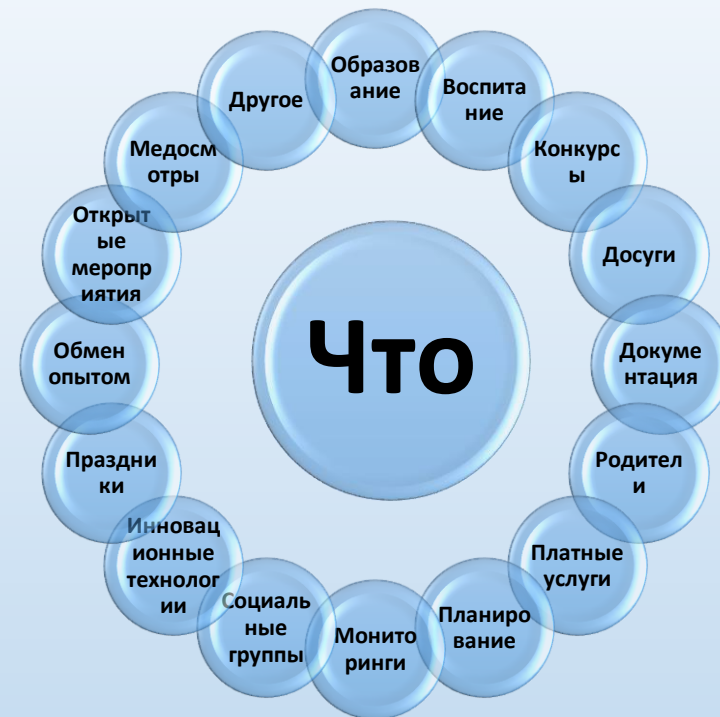 Образов
ание
Воспита
ние
Конкурс
ы
Досуги
Докуме
нтация
Родител
и
Платные
услуги
Планиро
вание
Монито
ринги
Социаль
ные
группы
Инновац
ионные
технолог
ии
Праздни
ки
Обмен
опытом
Открыт
ые
меропр
иятия
Медосм
отры
Другое
Что